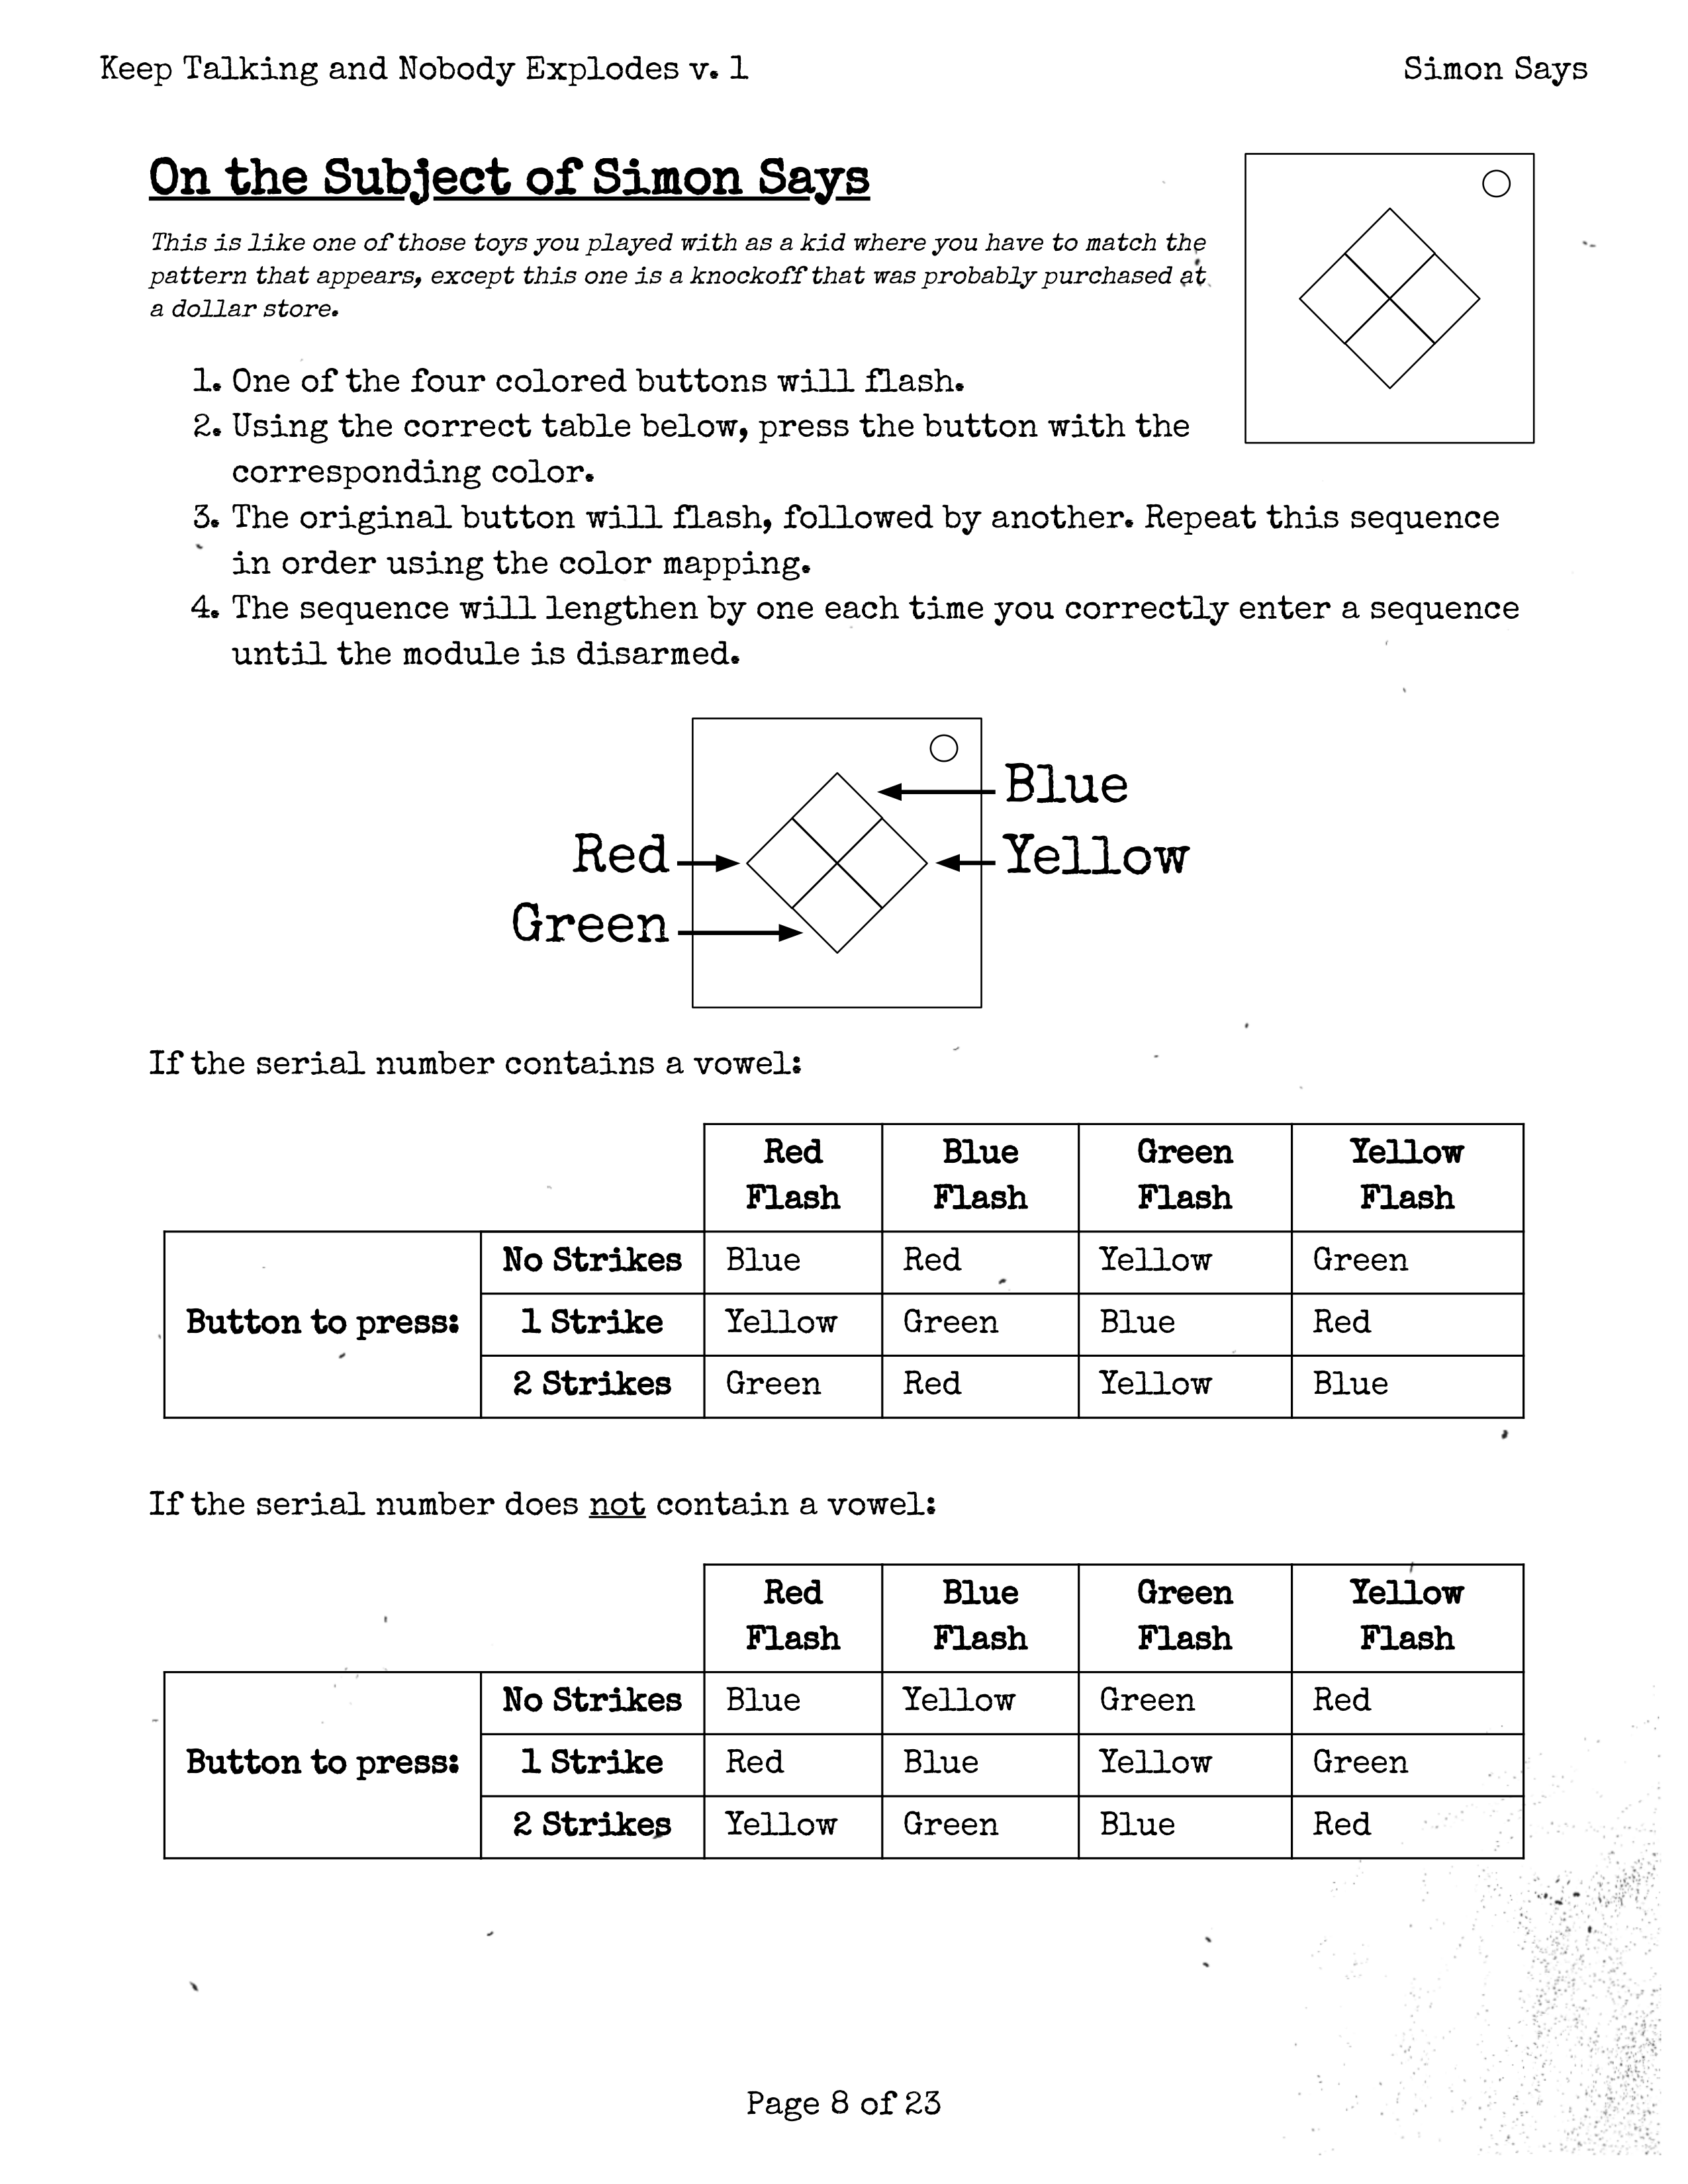 Keep Talking and Nobody Explodes v. 1 Simon Says
On the Subject of Simon Says
This is like one of those toys you played with as a kid where you have to match the
pattern that appears, except this one is a knockoff that was probably purchased at
a dollar store.
1. One of the four colored buttons will flash.
2. Using the correct table below, press the button with the
corresponding color.
3. The original button will flash, followed by another. Repeat this sequence
in order using the color mapping.
4. The sequence will lengthen by one each time you correctly enter a sequence
until the module is disarmed.
Blue
Red Yellow
Green
If the serial number contains a vowel:
Red Flash Blue Flash Green Flash Yellow Flash
Button to press:
No Strikes Blue Red Yellow Green
1 Strike Yellow Green Blue Red
2 Strikes Green Red Yellow Blue
If the serial number does not contain a vowel:
Red Flash Blue Flash Green Flash Yellow Flash
Button to press:
No Strikes Blue Yellow Green Red
1 Strike Red Blue Yellow Green
2 Strikes Yellow Green Blue Red
Page 8 of 23